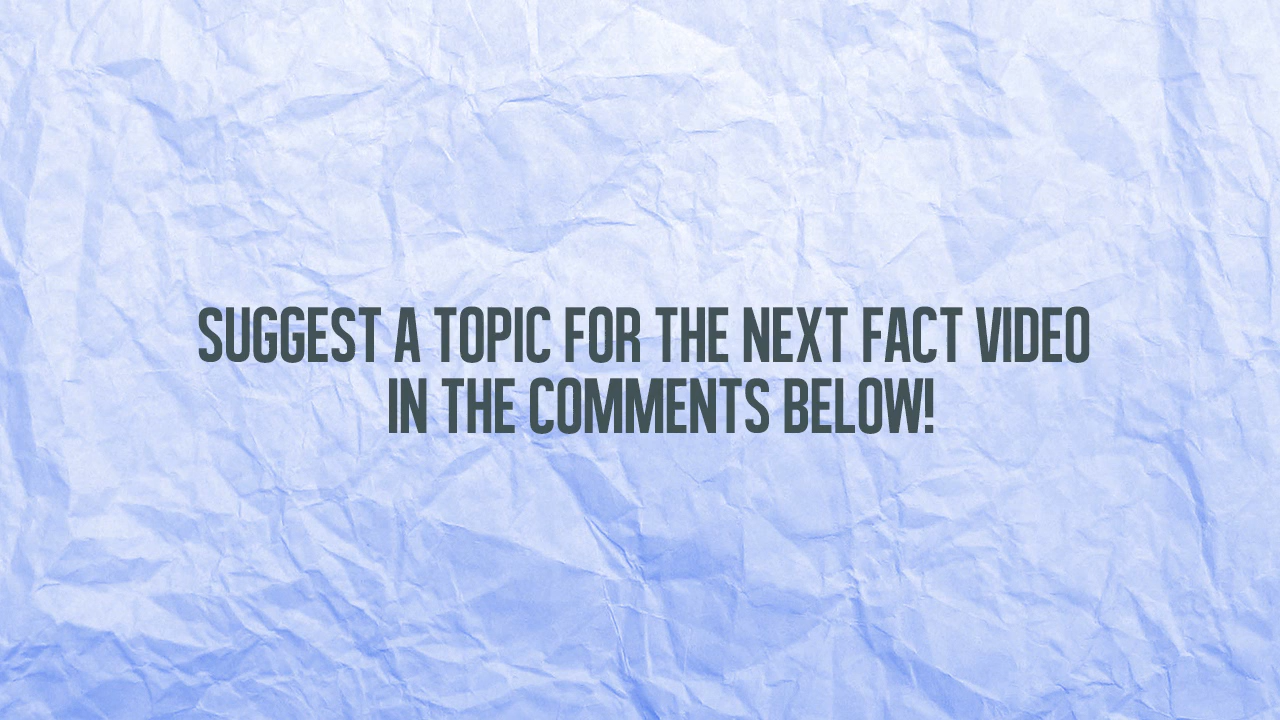 SUGGEST A TOPIC FOR THE NEXT FACT VIDEO
IN THE COMMENTS BELOW!